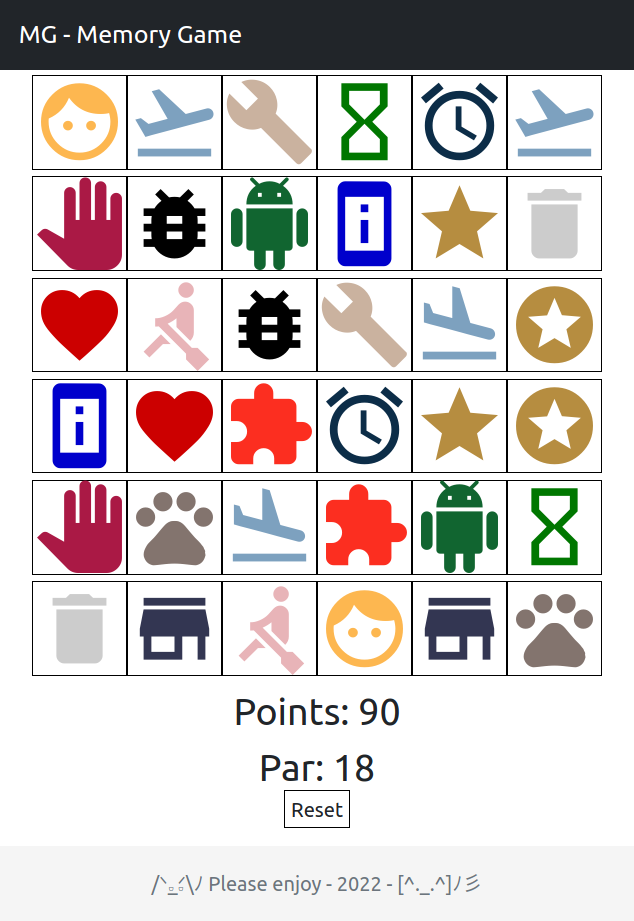 MG - Memory Game
Points: 90
Par: 18
Reset
Please enjoy - 2022 - [^._.^]ﾉ彡